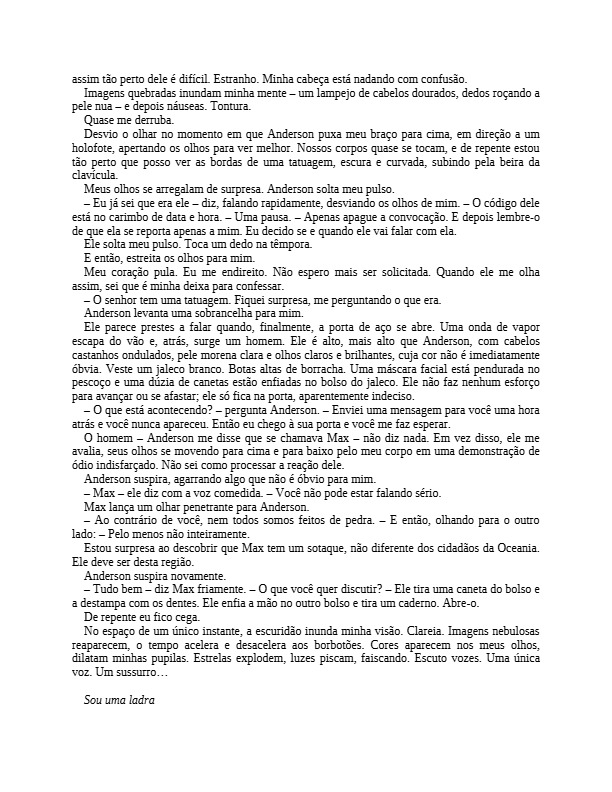 assim tão perto dele é difícil. Estranho. Minha cabeça está nadando com confusão.
Imagens quebradas inundam minha mente – um lampejo de cabelos dourados, dedos roçando a
pele nua – e depois náuseas. Tontura.
Quase me derruba.
Desvio o olhar no momento em que Anderson puxa meu braço para cima, em direção a um
holofote, apertando os olhos para ver melhor. Nossos corpos quase se tocam, e de repente estou
tão perto que posso ver as bordas de uma tatuagem, escura e curvada, subindo pela beira da
clavícula.
Meus olhos se arregalam de surpresa. Anderson solta meu pulso.
– Eu já sei que era ele – diz, falando rapidamente, desviando os olhos de mim. – O código dele
está no carimbo de data e hora. – Uma pausa. – Apenas apague a convocação. E depois lembre-o
de que ela se reporta apenas a mim. Eu decido se e quando ele vai falar com ela.
Ele solta meu pulso. Toca um dedo na têmpora.
E então, estreita os olhos para mim.
Meu coração pula. Eu me endireito. Não espero mais ser solicitada. Quando ele me olha
assim, sei que é minha deixa para confessar.
– O senhor tem uma tatuagem. Fiquei surpresa, me perguntando o que era.
Anderson levanta uma sobrancelha para mim.
Ele parece prestes a falar quando, finalmente, a porta de aço se abre. Uma onda de vapor
escapa do vão e, atrás, surge um homem. Ele é alto, mais alto que Anderson, com cabelos
castanhos ondulados, pele morena clara e olhos claros e brilhantes, cuja cor não é imediatamente
óbvia. Veste um jaleco branco. Botas altas de borracha. Uma máscara facial está pendurada no
pescoço e uma dúzia de canetas estão enfiadas no bolso do jaleco. Ele não faz nenhum esforço
para avançar ou se afastar; ele só fica na porta, aparentemente indeciso.
– O que está acontecendo? – pergunta Anderson. – Enviei uma mensagem para você uma hora
atrás e você nunca apareceu. Então eu chego à sua porta e você me faz esperar.
O homem – Anderson me disse que se chamava Max – não diz nada. Em vez disso, ele me
avalia, seus olhos se movendo para cima e para baixo pelo meu corpo em uma demonstração de
ódio indisfarçado. Não sei como processar a reação dele.
Anderson suspira, agarrando algo que não é óbvio para mim.
– Max – ele diz com a voz comedida. – Você não pode estar falando sério.
Max lança um olhar penetrante para Anderson.
– Ao contrário de você, nem todos somos feitos de pedra. – E então, olhando para o outro
lado: – Pelo menos não inteiramente.
Estou surpresa ao descobrir que Max tem um sotaque, não diferente dos cidadãos da Oceania.
Ele deve ser desta região.
Anderson suspira novamente.
– Tudo bem – diz Max friamente. – O que você quer discutir? – Ele tira uma caneta do bolso e
a destampa com os dentes. Ele enfia a mão no outro bolso e tira um caderno. Abre-o.
De repente eu fico cega.
No espaço de um único instante, a escuridão inunda minha visão. Clareia. Imagens nebulosas
reaparecem, o tempo acelera e desacelera aos borbotões. Cores aparecem nos meus olhos,
dilatam minhas pupilas. Estrelas explodem, luzes piscam, faiscando. Escuto vozes. Uma única
voz. Um sussurro…
Sou uma ladra